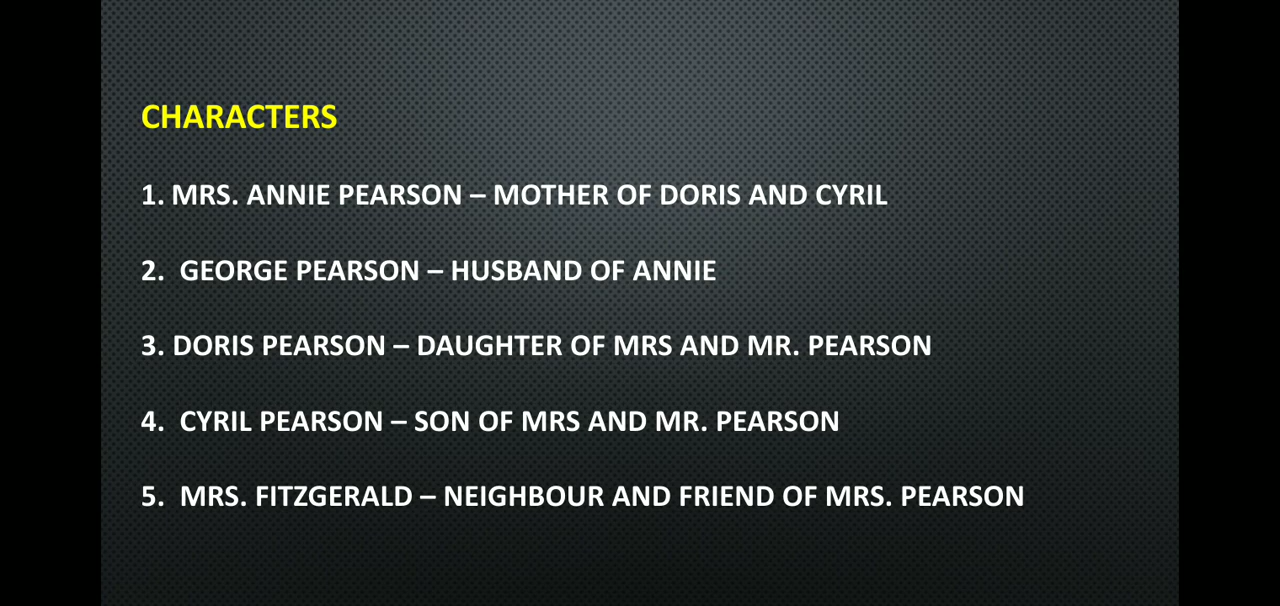 CHARACTERS
1. MRS. ANNIE PEARSON – MOTHER OF DORIS AND CYRIL
2. GEORGE PEARSON – HUSBAND OF ANNIE
3. DORIS PEARSON – DAUGHTER OF MRS AND MR. PEARSON
4. CYRIL PEARSON – SON OF MRS AND MR. PEARSON
5. MRS. FITZGERALD – NEIGHBOUR AND FRIEND OF MRS. PEARSON